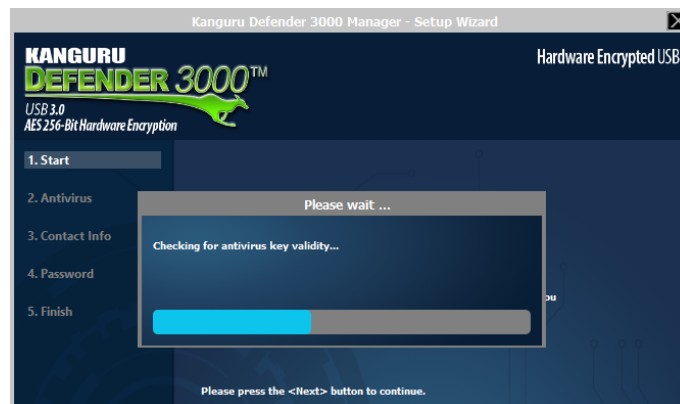 Kanguru Defender 3000 Manager - Setup Wizard
X
KANGURU
DEFENDER 3000™
Hardware Encrypted USB
USB 3.0
AES 256-Bit Hardware Encryption
1. Start
2. Antivirus
3. Contact Info
4. Password
5. Finish
Please wait ...
Checking for antivirus key validity...
ou
Please press the <Next> button to continue.